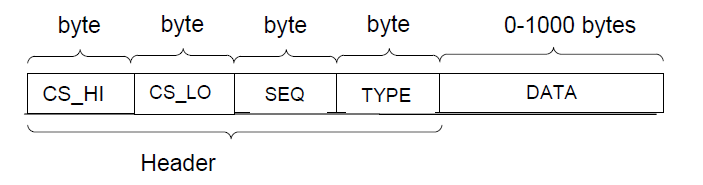 byte byte byte byte 0-1000 bytes
CS_HI CS_LO SEQ TYPE DATA
Header